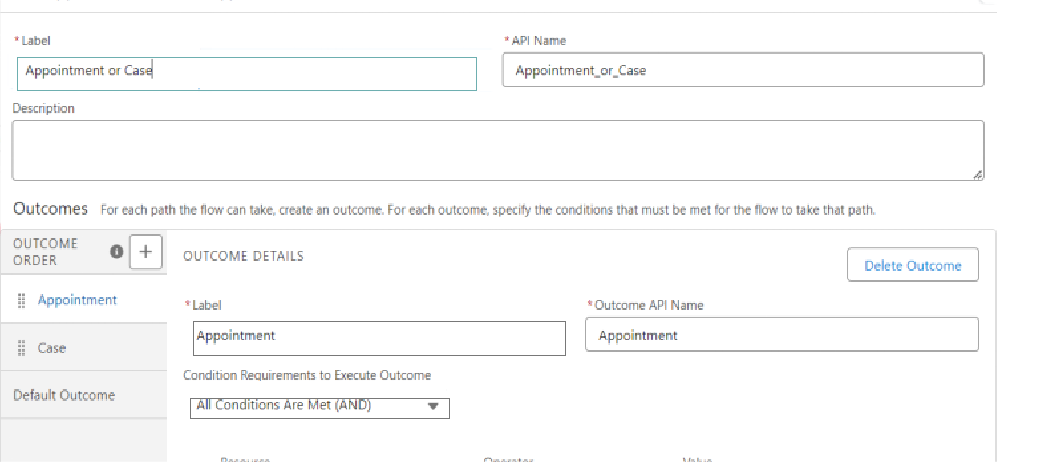 * Label
* API Name
Appointment or Case
Appointment_or_Case
Description
Outcomes For each path the flow can take, create an outcome. For each outcome, specify the conditions that must be met for the flow to take that path.
OUTCOME
ORDER
OUTCOME DETAILS
Delete Outcome
Appointment
* Label
* Outcome API Name
Appointment
Appointment
Case
Condition Requirements to Execute Outcome
Default Outcome
All Conditions Are Met (AND)
Resource
Operator
Value